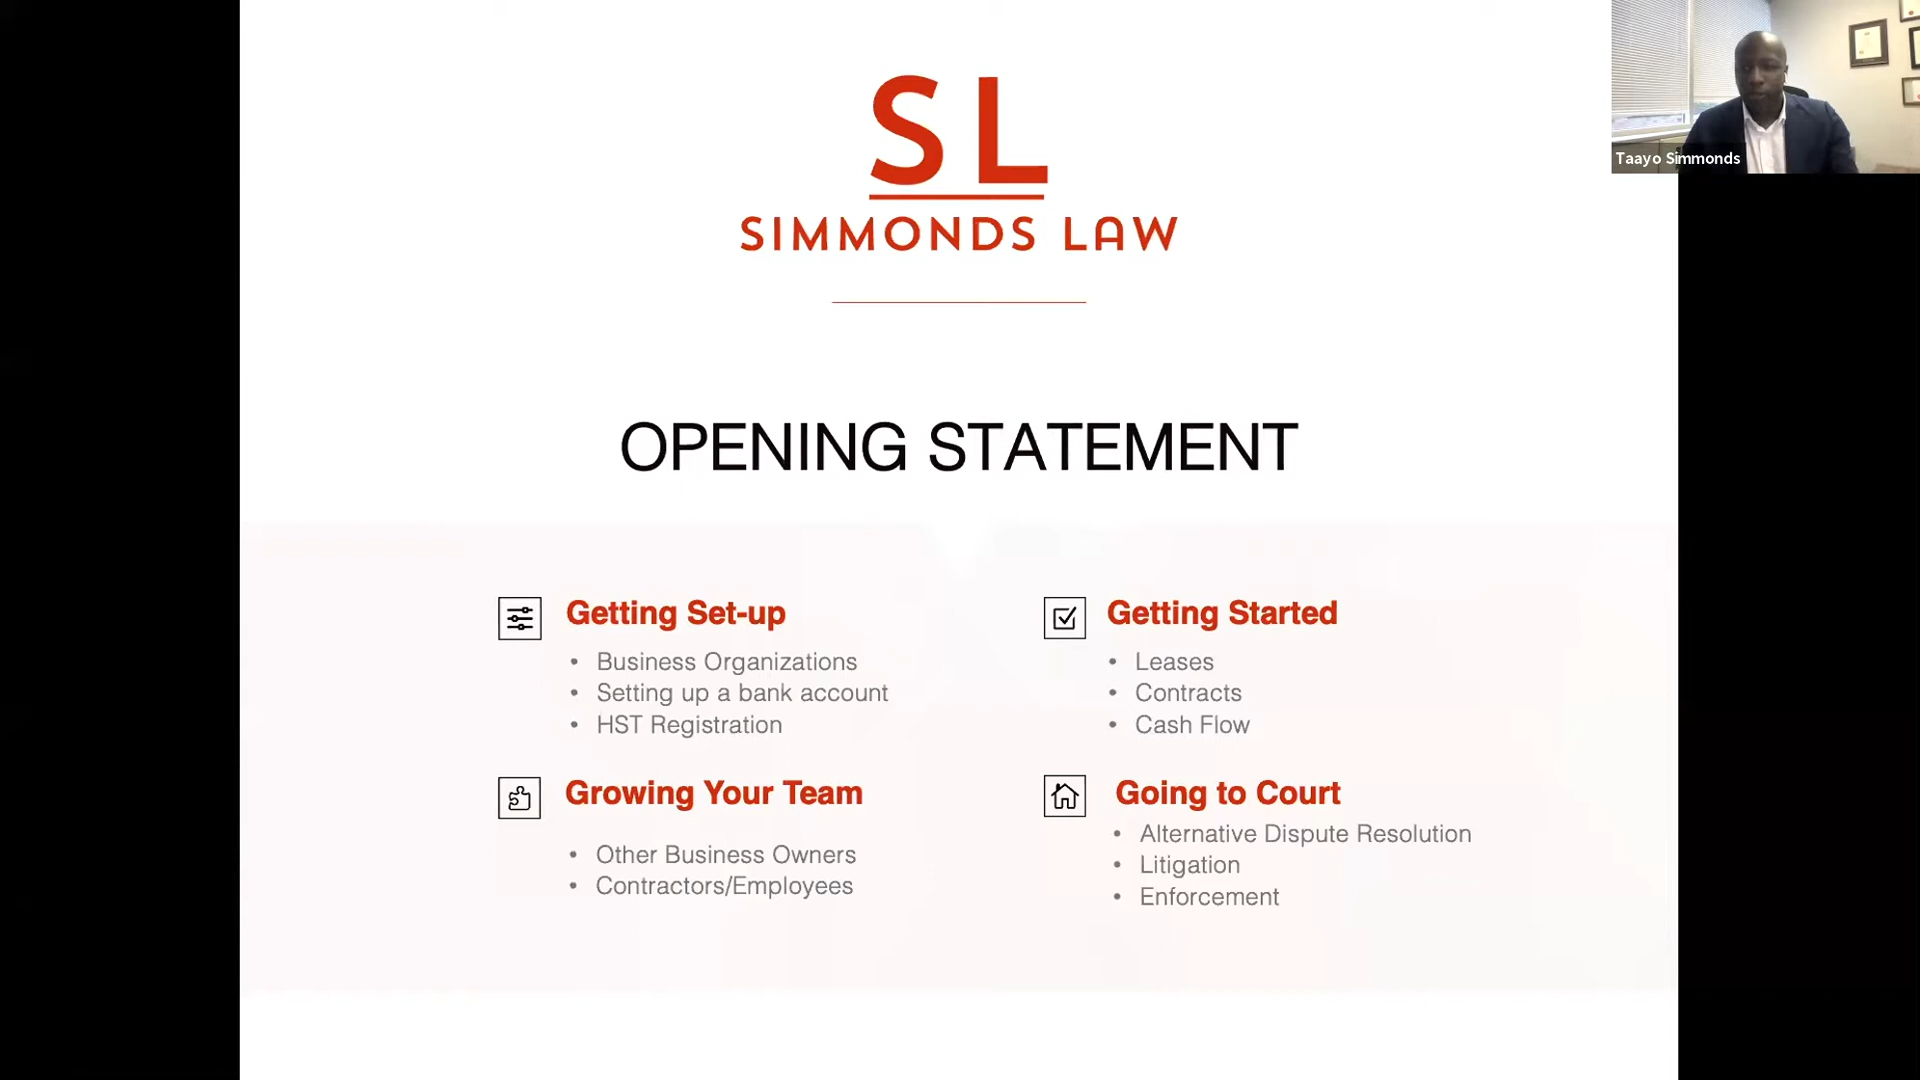 SL
SIMMONDS LAW
Taayo Simmonds
OPENING STATEMENT
Getting Set-up
• Business Organizations
• Setting up a bank account
• HST Registration
Getting Started
• Leases
• Contracts
• Cash Flow
Growing Your Team
• Other Business Owners
• Contractors/Employees
Going to Court
• Alternative Dispute Resolution
• Litigation
• Enforcement